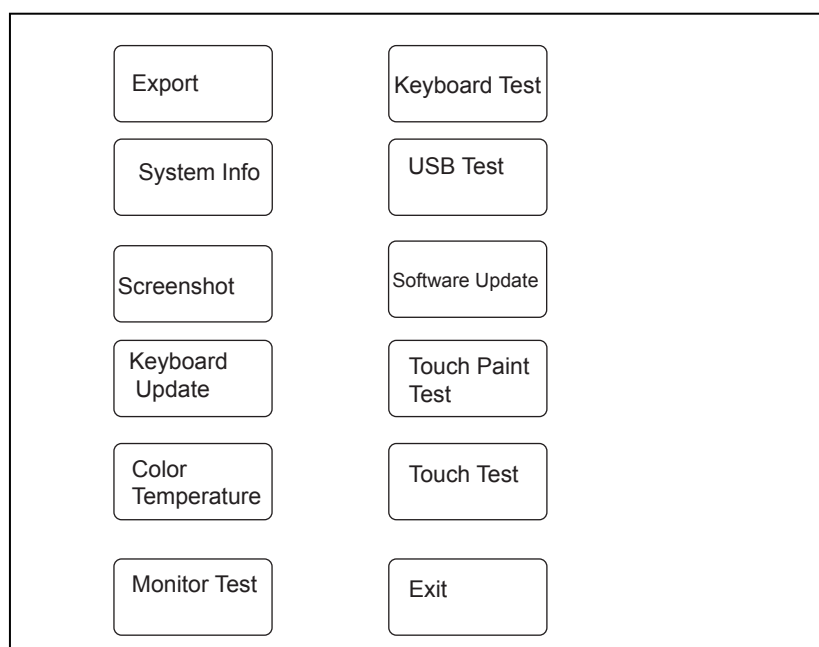 Export
Keyboard Test
System Info
USB Test
Screenshot
Software Update
Keyboard
Update
Touch Paint
Test
Color
Temperature
Touch Test
Monitor Test
Exit